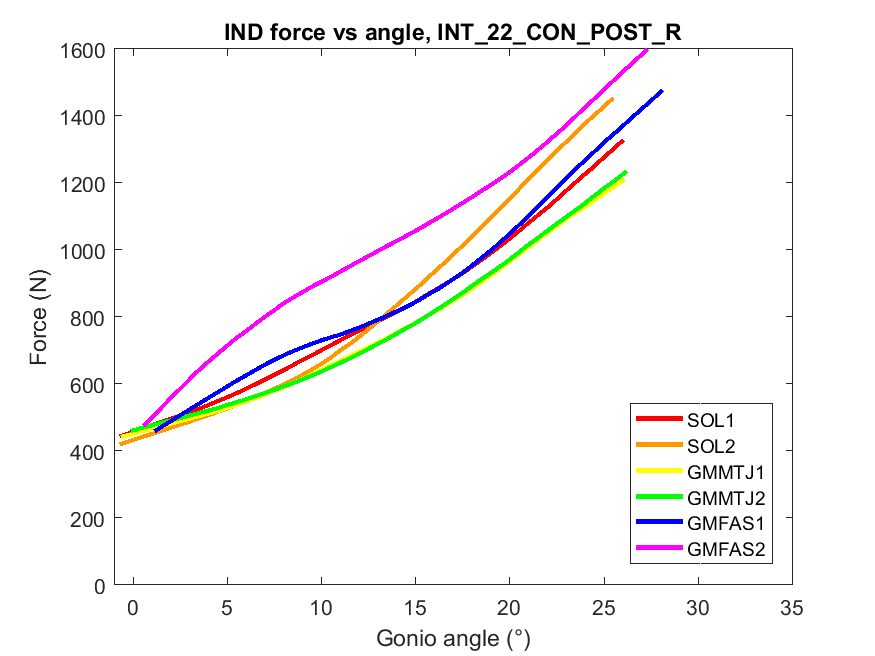 IND force vs angle, INT_22_CON_POST_R
1600
1400
1200
1000
800
600
400
200
0
Force (N)
0 5 10 15 20 25 30 35
Gonio angle (°)
SOL1
SOL2
GMMTJ1
GMMTJ2
GMFAS1
GMFAS2